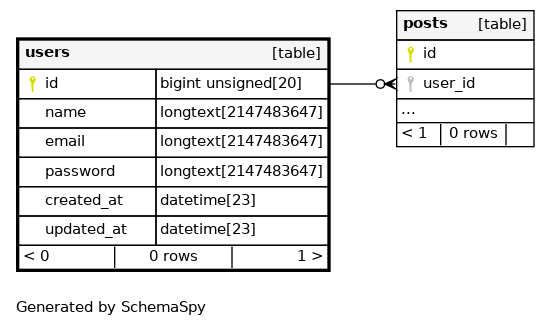 users [table]
id bigint unsigned[20]
name longtext[2147483647]
email longtext[2147483647]
password longtext[2147483647]
created_at datetime[23]
updated_at datetime[23]
< 0 0 rows 1 >
posts [table]
id
user_id
...
< 1 0 rows
Generated by SchemaSpy